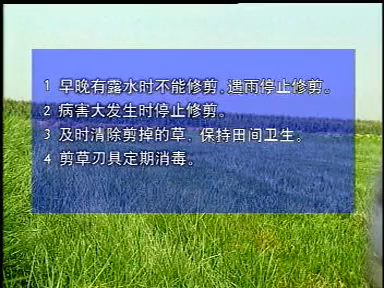 1 早晚有露水时不能修剪,遇雨停止修剪。
2 病害大发生时停止修剪。
3 及时清除剪掉的草, 保持田间卫生。
4 剪草刃具定期消毒。